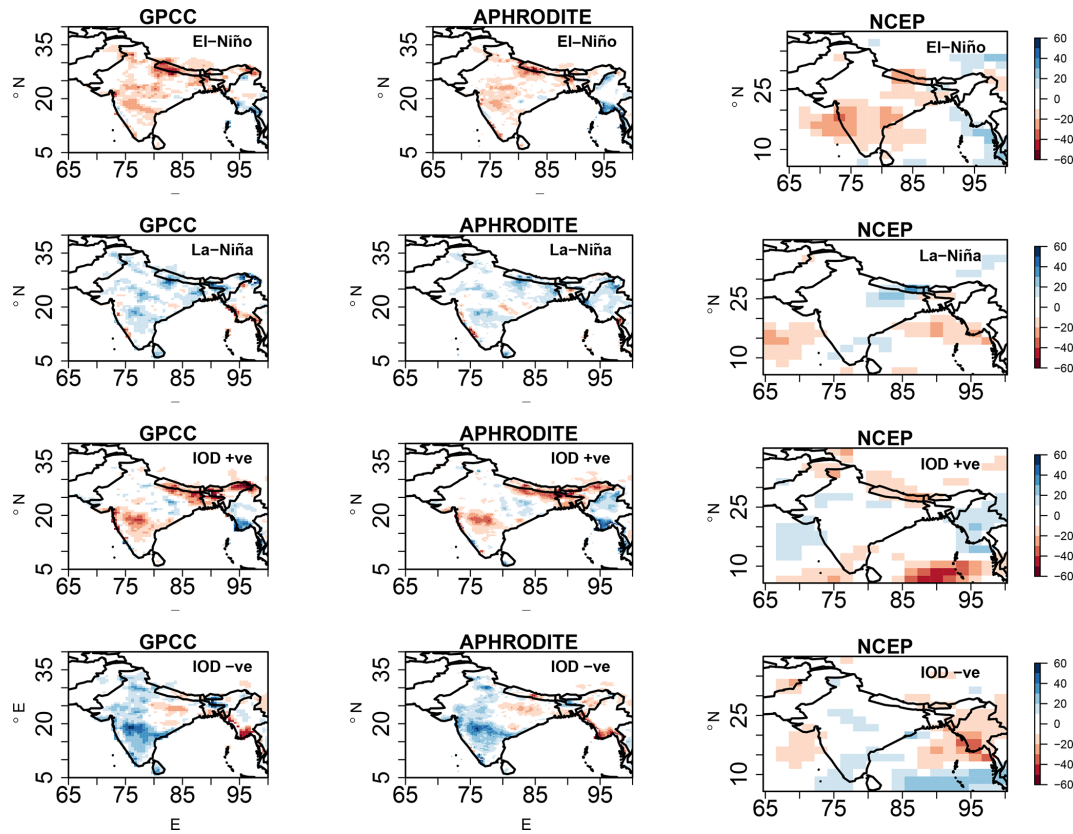 GPCC APHRODITE NCEP
El−Niño El−Niño El−Niño
35 35 60
° N 20 ° N 20 ° N 25 40
20
0
−20
5 5 10 −40
−60
65 75 85 95 65 75 85 95 65 75 85 95
− −
GPCC APHRODITE NCEP
La−Niña La−Niña La−Niña
35 35 60
° N 20 ° N 20 ° N 25 40
20
0
−20
5 5 10 −40
−60
65 75 85 95 65 75 85 95 65 75 85 95
− −
GPCC APHRODITE NCEP
IOD +ve IOD +ve IOD +ve
35 35 60
° N 20 ° N 20 ° N 25 40
20
0
−20
5 5 10 −40
−60
65 75 85 95 65 75 85 95 65 75 85 95
− −
GPCC APHRODITE NCEP
IOD −ve IOD −ve IOD −ve
35 35 60
° E 20 ° N 20 ° N 25 40
20
0
−20
5 5 10 −40
−60
65 75 85 95 65 75 85 95 65 75 85 95
E E